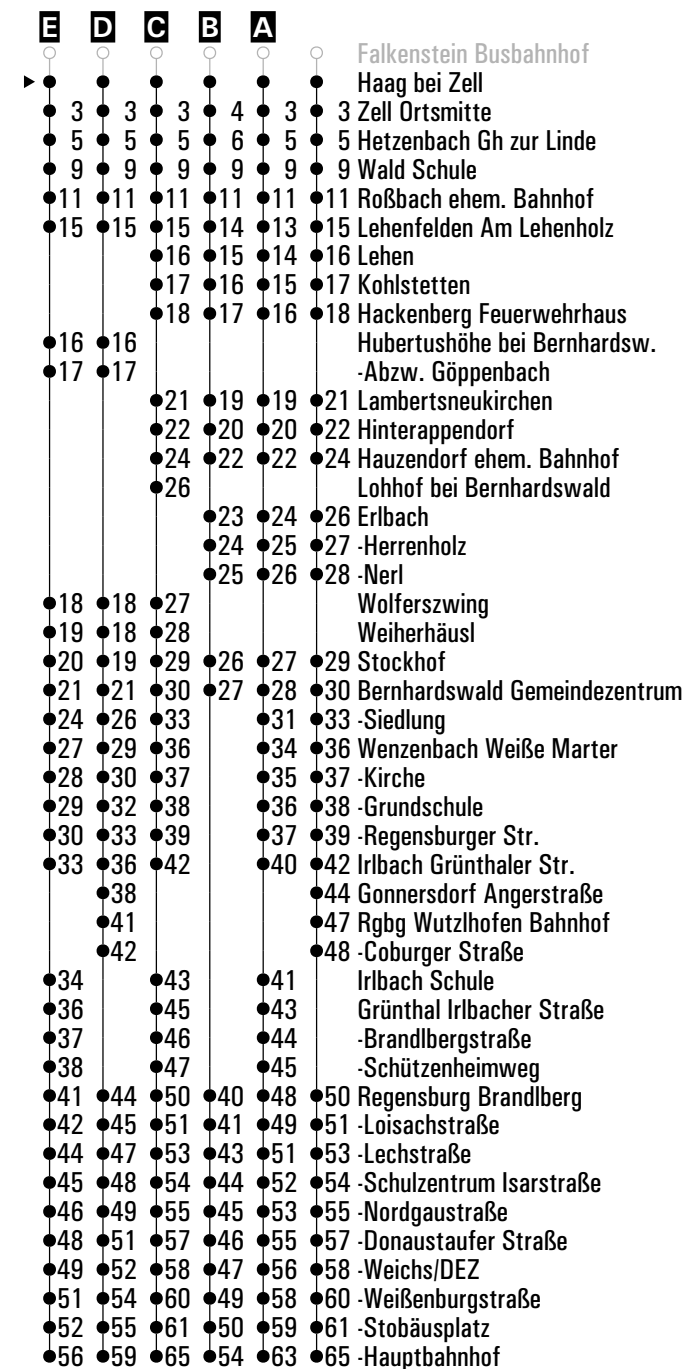 E D C B A
Falkenstein Busbahnhof
Haag bei Zell
3 3 3 4 3 3 Zell Ortsmitte
5 5 5 6 5 5 Hetzenbach Gh zur Linde
9 9 9 9 9 9 Wald Schule
11 11 11 11 11 11 Roßbach ehem. Bahnhof
15 15 15 14 13 15 Lehenfelden Am Lehenholz
16 15 14 16 Lehen
17 16 15 17 Kohlstetten
18 17 16 18 Hackenberg Feuerwehrhaus
16 16 Hubertushöhe bei Bernhardsw.
17 17 -Abzw. Göppenbach
21 19 19 21 Lambertsneukirchen
22 20 20 22 Hinterappendorf
24 22 22 24 Hauzendorf ehem. Bahnhof
26 Lohhof bei Bernhardswald
23 24 26 Erlbach
24 25 27 -Herrenholz
25 26 28 -Nerl
18 18 27 Wolferszwing
19 18 28 Weiherhäusl
20 19 29 26 27 29 Stockhof
21 21 30 27 28 30 Bernhardswald Gemeindezentrum
24 26 33 31 33 -Siedlung
27 29 36 34 36 Wenzenbach Weiße Marter
28 30 37 35 37 -Kirche
29 32 38 36 38 -Grundschule
30 33 39 37 39 -Regensburger Str.
33 36 42 40 42 Irlbach Grünthaler Str.
38 44 Gonnersdorf Angerstraße
41 47 Rgbg Wutzlhofen Bahnhof
42 48 -Coburger Straße
34 43 41 Irlbach Schule
36 45 43 Grünthal Irlbacher Straße
37 46 44 -Brandlbergstraße
38 47 45 -Schützenheimweg
41 44 50 40 48 50 Regensburg Brandlberg
42 45 51 41 49 51 -Loisachstraße
44 47 53 43 51 53 -Lechstraße
45 48 54 44 52 54 -Schulzentrum Isarstraße
46 49 55 45 53 55 -Nordgaustraße
48 51 57 46 55 57 -Donaustaufer Straße
49 52 58 47 56 58 -Weichs/DEZ
51 54 60 49 58 60 -Weißenburgstraße
52 55 61 50 59 61 -Stobäusplatz
56 59 65 54 63 65 -Hauptbahnhof